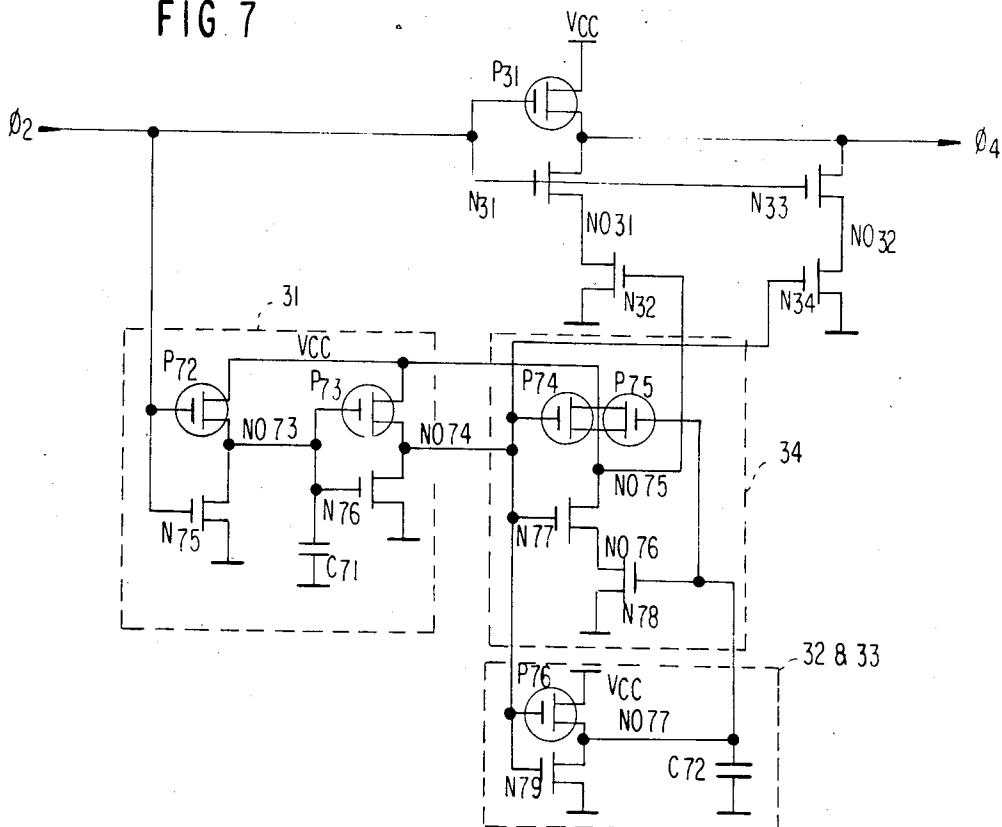 FIG. 7
VCC
P31
Ø2
Ø4
N31
N33
NO31
NO32
N32
N34
31
VCC
P72
P73
P74
P75
NO73
NO74
34
NO75
N75
N76
N77
NO76
C71
N78
32 & 33
P76
VCC
NO77
C72
N79